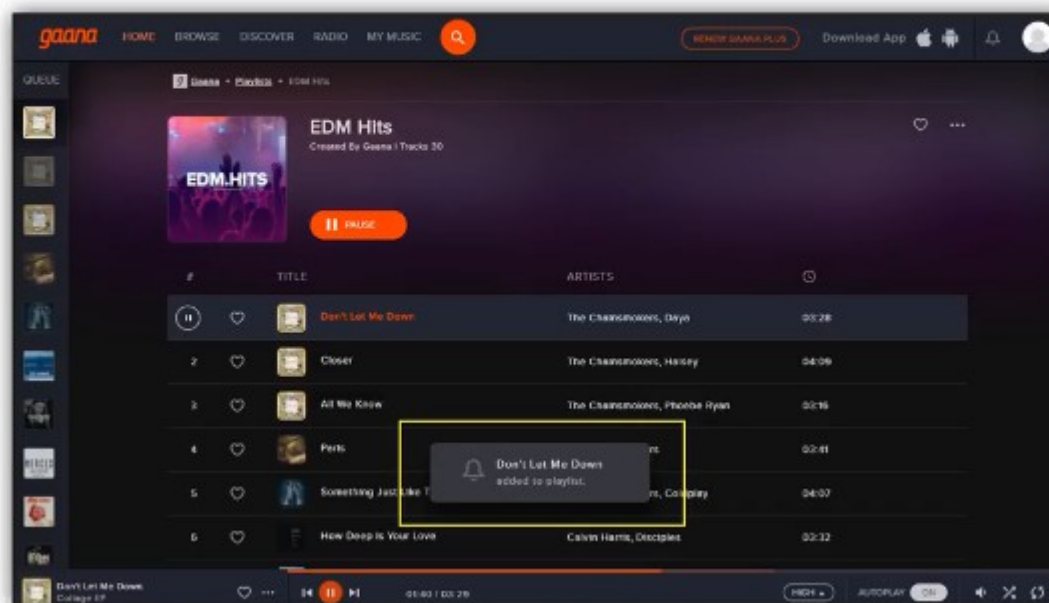 gaana HOME BROWSE DISCOVER RADIO MY MUSIC RENEW GAANA PLUS Download App
QUEUE
Gaana • Playlists • EDM Hits
EDM Hits
Created By Gaana | Tracks 30
EDM.HITS
PAUSE
# TITLE ARTISTS
Don't Let Me Down The Chainsmokers, Daya 03:28
2 Closer The Chainsmokers, Halsey 04:09
3 All We Know The Chainsmokers, Phoebe Ryan 03:16
4 Paris 03:41
Don't Let Me Down
added to playlist.
5 Something Just Like T rs, Coldplay 04:07
6 How Deep Is Your Love Calvin Harris, Disciples 03:32
Don't Let Me Down
Collage EP
01:40 / 03:29 HIGH AUTOPLAY ON